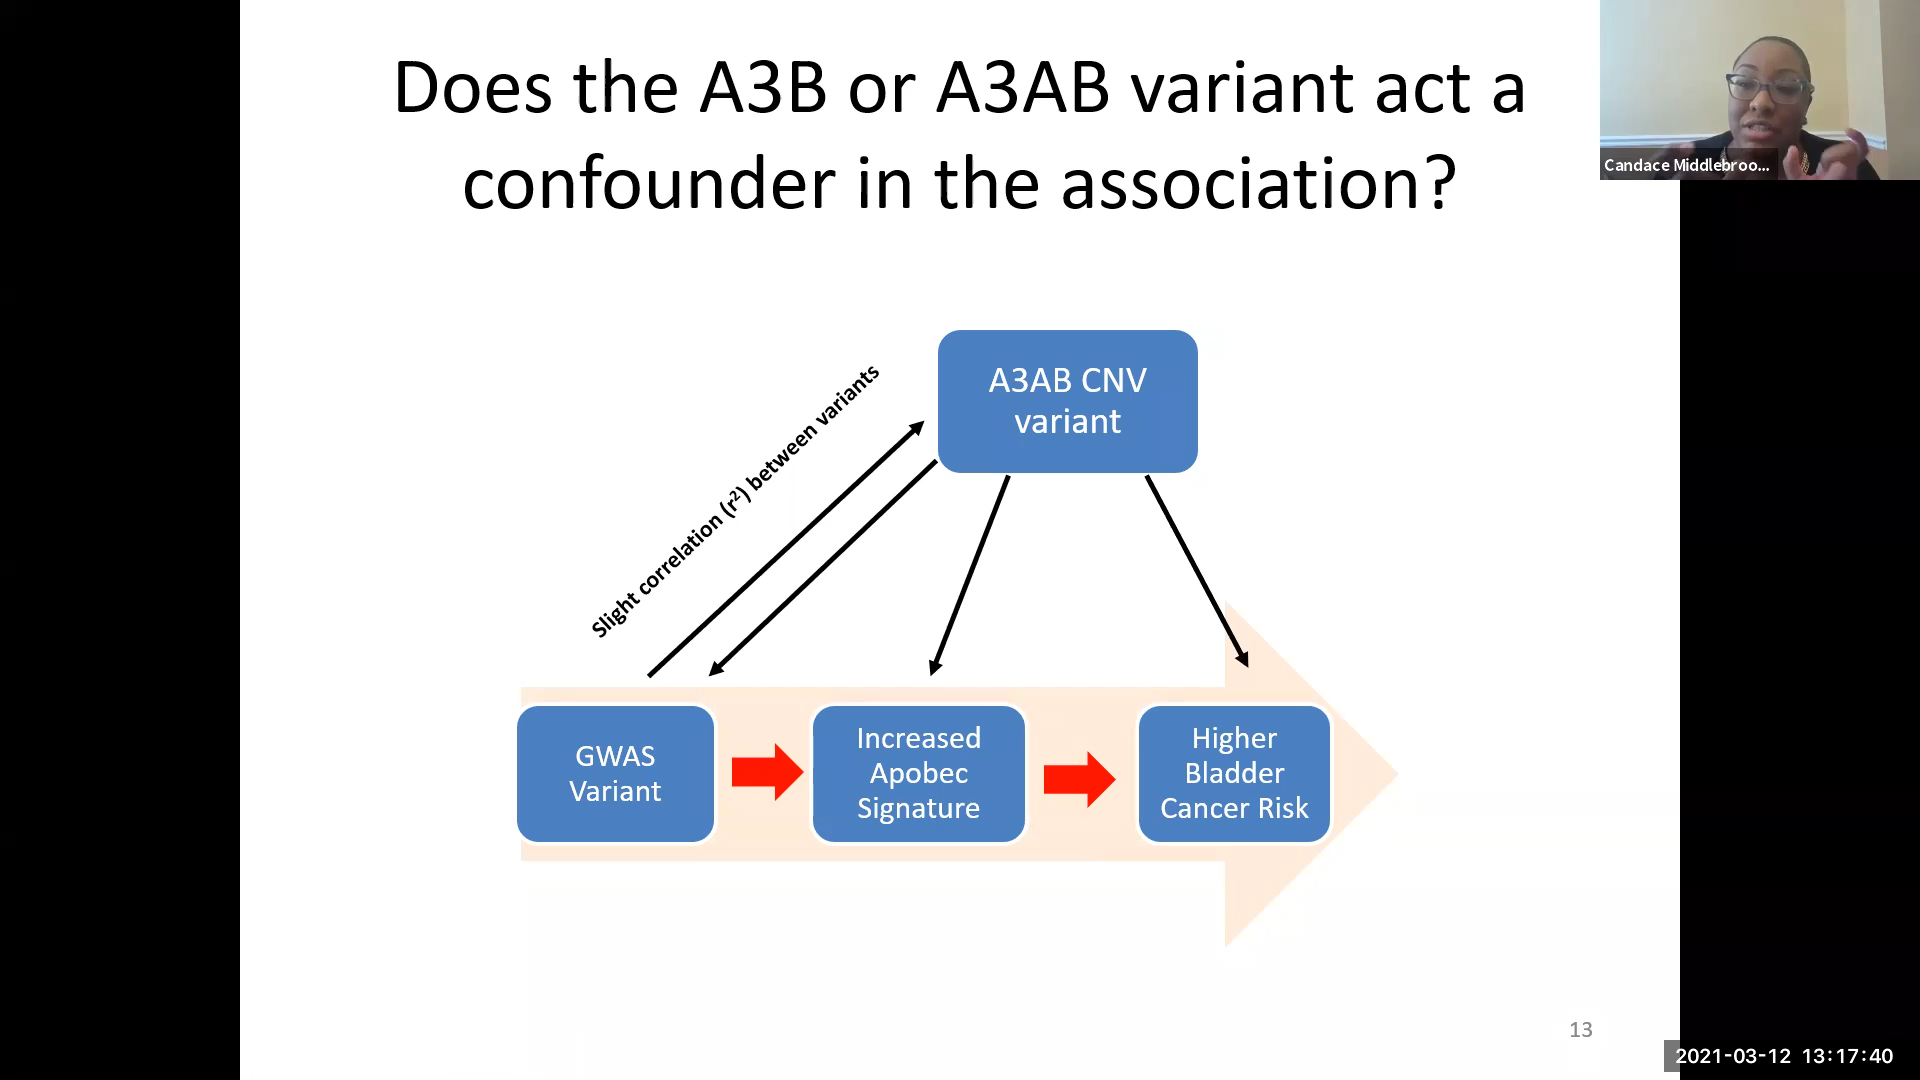 Does the A3B or A3AB variant act a
confounder in the association?
Candace Middlebroo...
A3AB CNV
variant
Slight correlation (r²) between variants
GWAS
Variant
Increased
Apobec
Signature
Higher
Bladder
Cancer Risk
13
2021-03-12 13:17:40